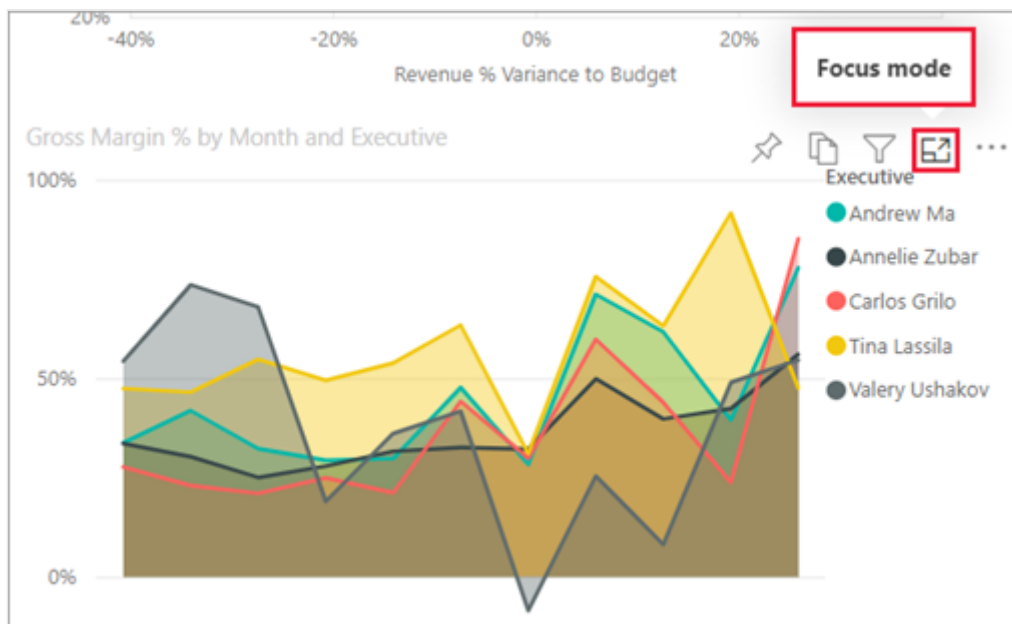 20%
-40%
-20%
0%
20%
Revenue % Variance to Budget
Focus mode
Gross Margin % by Month and Executive
100%
50%
0%
Executive
Andrew Ma
Annelie Zubar
Carlos Grilo
Tina Lassila
Valery Ushakov